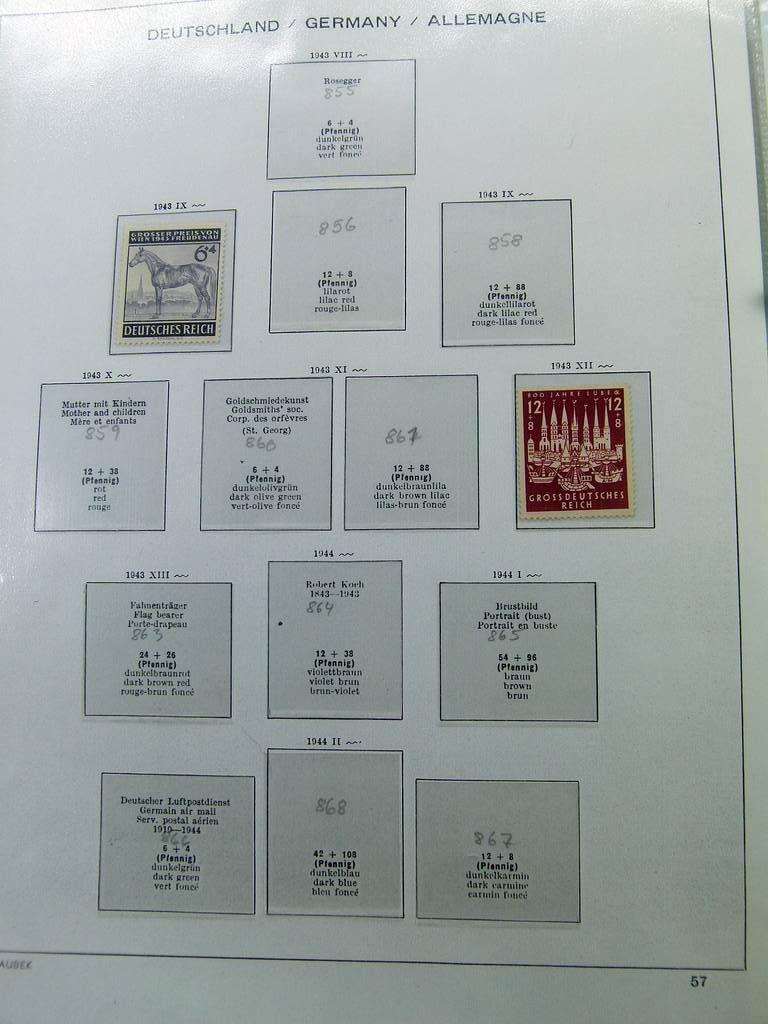 DEUTSCHLAND / GERMANY / ALLEMAGNE
1943 VIII
Rosegger
855
6 + 4
(Pfennig)
dunkelgrün
dark green
vert foncé
1943 IX
GROSSER PREIS VON
WIEN 1943 FREUDENAU
6+4
DEUTSCHES REICH
856
12 + 8
(Pfennig)
lilarot
lilac red
rouge-lilas
1943 IX
858
12 + 88
(Pfennig)
dunkellilarot
dark lilac red
rouge-lilas foncé
1943 X
Mutter mit Kindern
Mother and children
Mère et enfants
859
12 + 38
(Pfennig)
rot
red
rouge
1943 XI
Goldschmiedekunst
Goldsmiths' soc.
Corp. des orfèvres
(St. Georg)
860
6 + 4
(Pfennig)
dunkelolivgrün
dark olive green
vert-olive foncé
861
12 + 88
(Pfennig)
dunkelbraunlila
dark brown lilac
lilas-brun foncé
1943 XII
800 JAHRE LÜBECK
12+8 12+8
GROSSDEUTSCHES
REICH
1943 XIII
Fahnenträger
Flag bearer
Porte-drapeau
863
24 + 26
(Pfennig)
dunkelbraunrot
dark brown red
rouge-brun foncé
1944
Robert Koch
1843—1943
864
12 + 38
(Pfennig)
violettbraun
violet brun
brun-violet
1944 I
Brustbild
Portrait (bust)
Portrait en buste
865
54 + 96
(Pfennig)
braun
brown
brun
1944 II
Deutscher Luftpostdienst
Germain air mail
Serv. postal aérien
1919—1944
866
6 + 4
(Pfennig)
dunkelgrün
dark green
vert foncé
868
42 + 108
(Pfennig)
dunkelblau
dark blue
bleu foncé
867
12 + 8
(Pfennig)
dunkelkarmin
dark carmine
carmin foncé
AUBEK
57